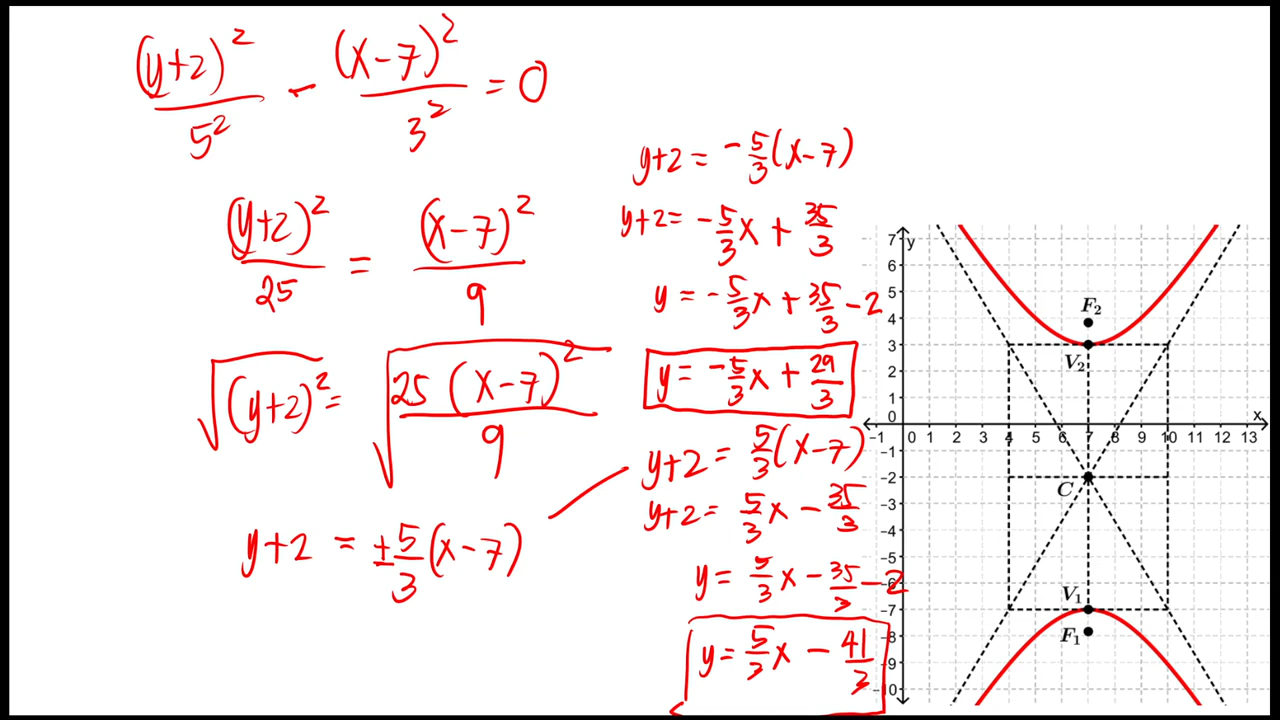 (y+2)²/5² - (x-7)²/3² = 0
(y+2)²/25 = (x-7)²/9
√(y+2)² = √25(x-7)²/9
y+2 = ±5/3(x-7)
y+2 = -5/3(x-7)
y+2 = -5/3x + 35/3
y = -5/3x + 35/3 - 2
y = -5/3x + 29/3
y+2 = 5/3(x-7)
y+2 = 5/3x - 35/3
y = 5/3x - 35/3 - 2
y = 5/3x - 41/3
y
7
6
5
4
3
2
1
0
-1
-2
-3
-4
-5
-6
-7
-8
-9
-10
-1 0 1 2 3 4 5 6 7 8 9 10 11 12 13
x
F₂
V₂
C
V₁
F₁